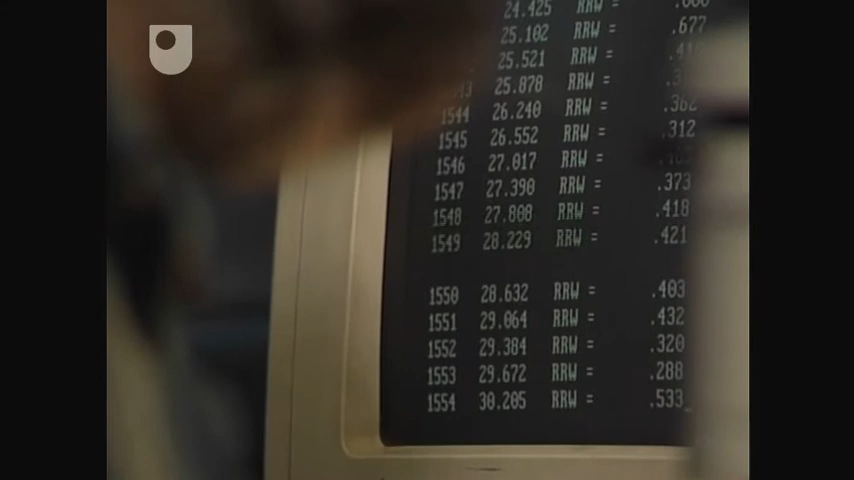 24.425 RRW =
25.102 RRW = .677
25.521 RRW =
25.878 RRW =
1544 26.240 RRW = .362
1545 26.552 RRW = .312
1546 27.017 RRW =
1547 27.390 RRW = .373
1548 27.808 RRW = .418
1549 28.229 RRW = .421
1550 28.632 RRW = .403
1551 29.064 RRW = .432
1552 29.384 RRW = .320
1553 29.672 RRW = .288
1554 30.205 RRW = .533_